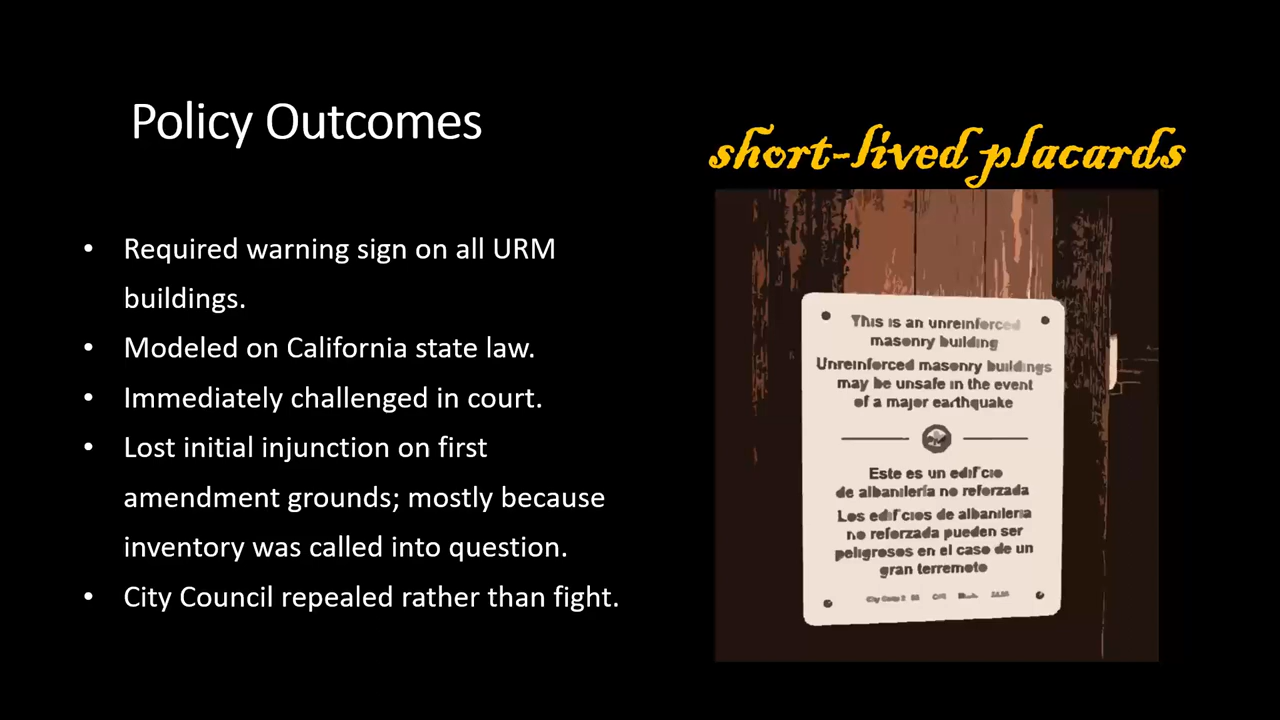 Policy Outcomes
• Required warning sign on all URM
buildings.
• Modeled on California state law.
• Immediately challenged in court.
• Lost initial injunction on first
amendment grounds; mostly because
inventory was called into question.
• City Council repealed rather than fight.
short-lived placards
This is an unreinforced
masonry building
Unreinforced masonry buildings
may be unsafe in the event
of a major earthquake
Este es un edificio
de albanilería no reforzada
Los edificios de albanileria
no reforzada pueden ser
peligrosos en el caso de un
gran terremoto
City